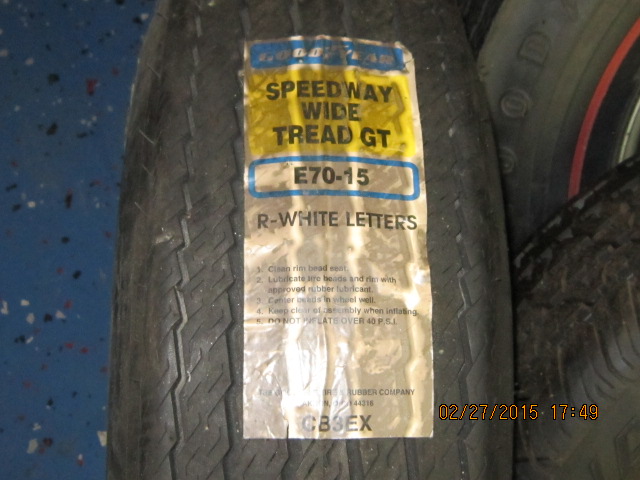 GOODYEAR
SPEEDWAY
WIDE
TREAD GT
E70-15
R-WHITE LETTERS
1. Clean rim bead seat.
2. Lubricate tire beads and rim with
approved rubber lubricant.
3. Center beads in wheel well.
4. Keep clear of assembly when inflating.
5. DO NOT INFLATE OVER 40 P.S.I.
TIRE & RUBBER COMPANY
44316
CB3EX
02/27/2015 17:49